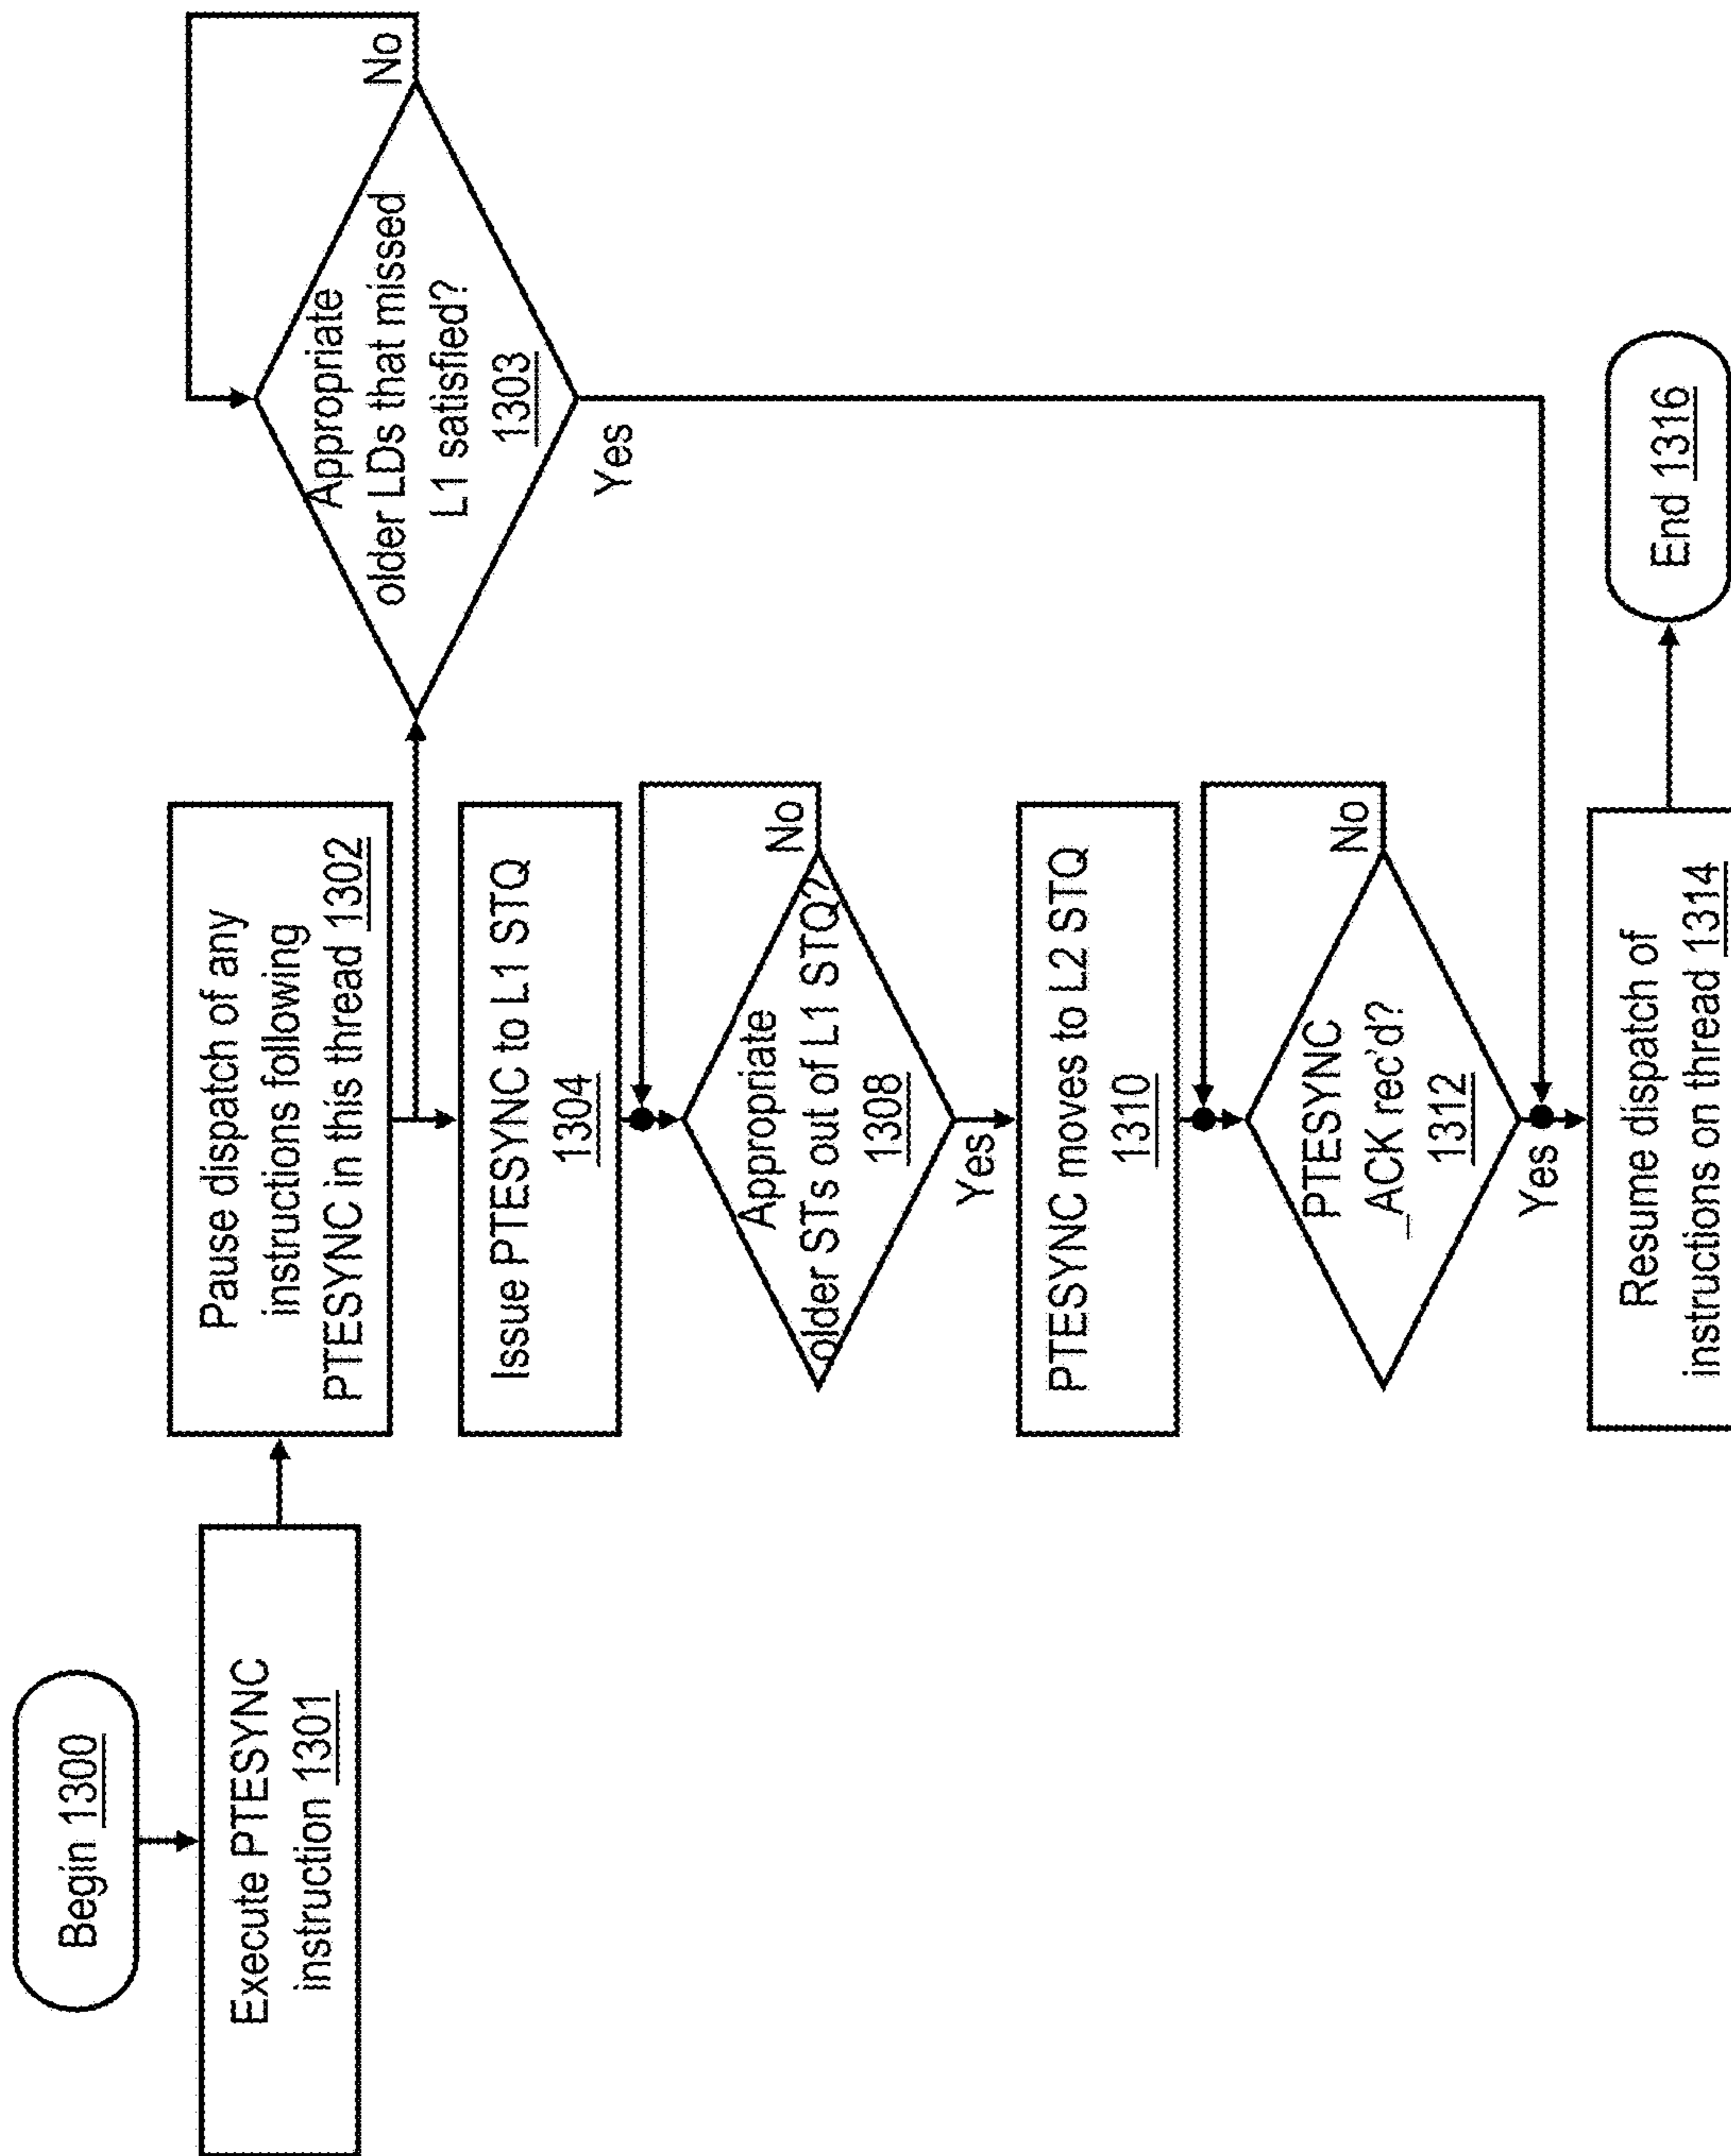 Begin 1300
Execute PTESYNC
instruction 1301
Pause dispatch of any
instructions following
PTESYNC in this thread 1302
Appropriate
older LDs that missed
L1 satisfied?
1303
No
Yes
Issue PTESYNC to L1 STQ
1304
Appropriate
older STs out of L1 STQ?
1308
No
Yes
PTESYNC moves to L2 STQ
1310
PTESYNC
_ACK rec'd?
1312
No
Yes
Resume dispatch of
instructions on thread 1314
End 1316